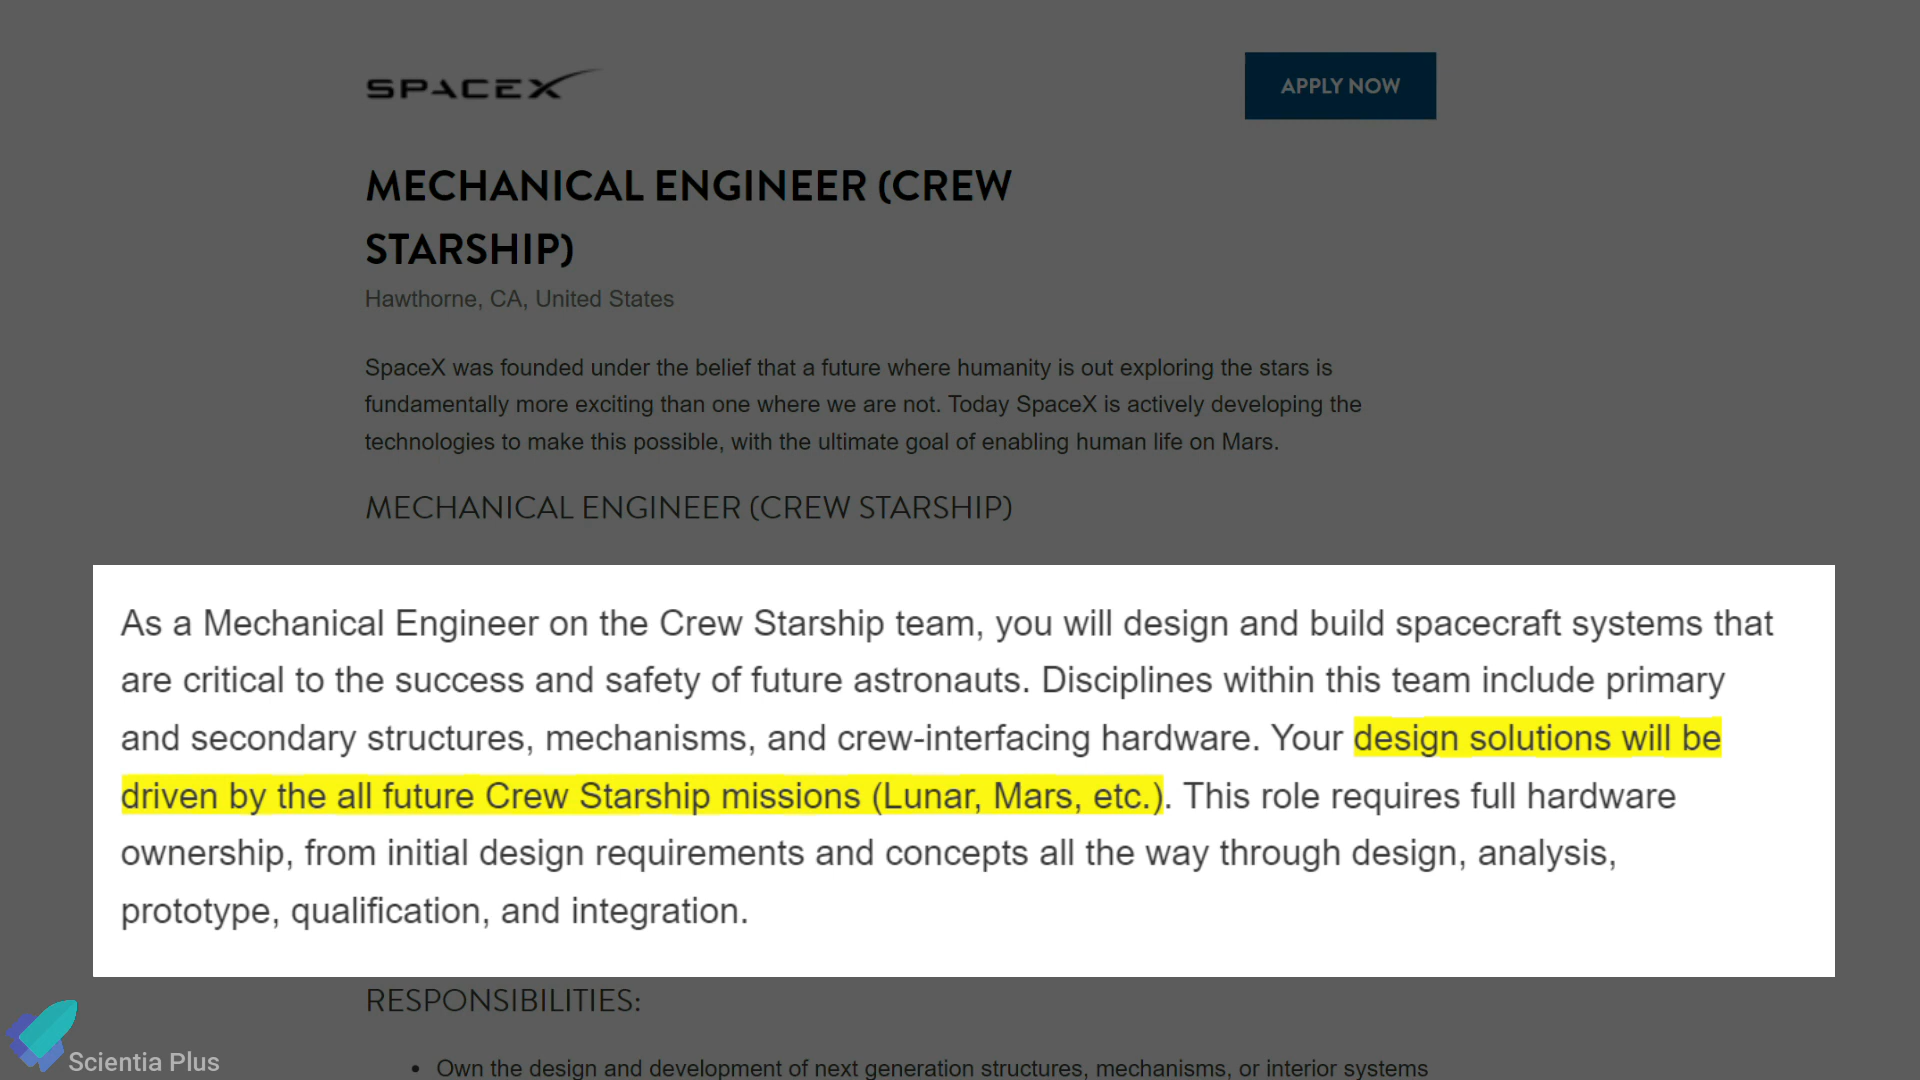 SPACEX
APPLY NOW
MECHANICAL ENGINEER (CREW
STARSHIP)
Hawthorne, CA, United States
SpaceX was founded under the belief that a future where humanity is out exploring the stars is
fundamentally more exciting than one where we are not. Today SpaceX is actively developing the
technologies to make this possible, with the ultimate goal of enabling human life on Mars.
MECHANICAL ENGINEER (CREW STARSHIP)
As a Mechanical Engineer on the Crew Starship team, you will design and build spacecraft systems that
are critical to the success and safety of future astronauts. Disciplines within this team include primary
and secondary structures, mechanisms, and crew-interfacing hardware. Your design solutions will be
driven by the all future Crew Starship missions (Lunar, Mars, etc.). This role requires full hardware
ownership, from initial design requirements and concepts all the way through design, analysis,
prototype, qualification, and integration.
RESPONSIBILITIES:
• Own the design and development of next generation structures, mechanisms, or interior systems
Scientia Plus